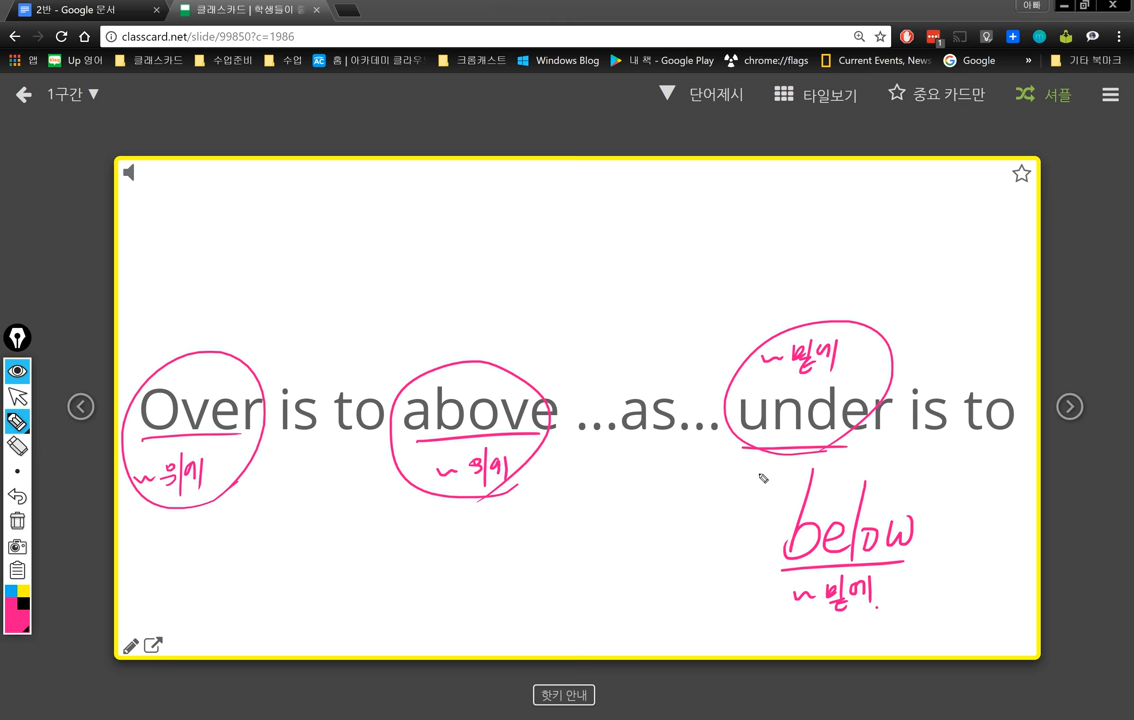 2반 - Google 문서
클래스카드 | 학생들이 좋
아빠
classcard.net/slide/99850?c=1986
앱 Up 영어 클래스카드 수업준비 수업 홈 | 아카데미 클라우 크롬캐스트 Windows Blog 내 책 - Google Play chrome://flags Current Events, News Google » 기타 북마크
1구간 ▼ 단어제시 타일보기 중요 카드만 셔플
~밑에
Over is to above ...as... under is to
~위에 ~위에
below
~밑에.
핫키 안내